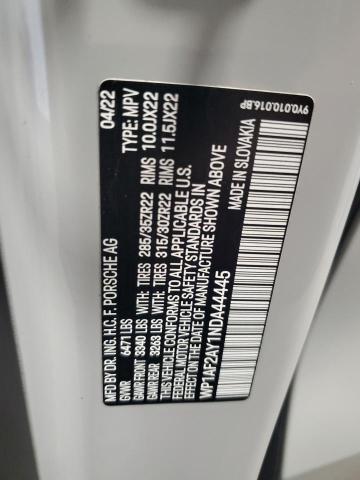 MFD BY DR. ING. H.C. F. PORSCHE AG 04/22
GVWR 6471 LBS TYPE: MPV
GVWR FRONT 3340 LBS WITH: TIRES 285/35ZR22 RIMS 10.0JX22
GVWR REAR 3263 LBS WITH: TIRES 315/30ZR22 RIMS 11.5JX22
THIS VEHICLE CONFORMS TO ALL APPLICABLE U.S.
FEDERAL MOTOR VEHICLE SAFETY STANDARDS IN
EFFECT ON THE DATE OF MANUFACTURE SHOWN ABOVE
WP1AF2AY1NDA44445 MADE IN SLOVAKIA
9Y0.010.016.BP